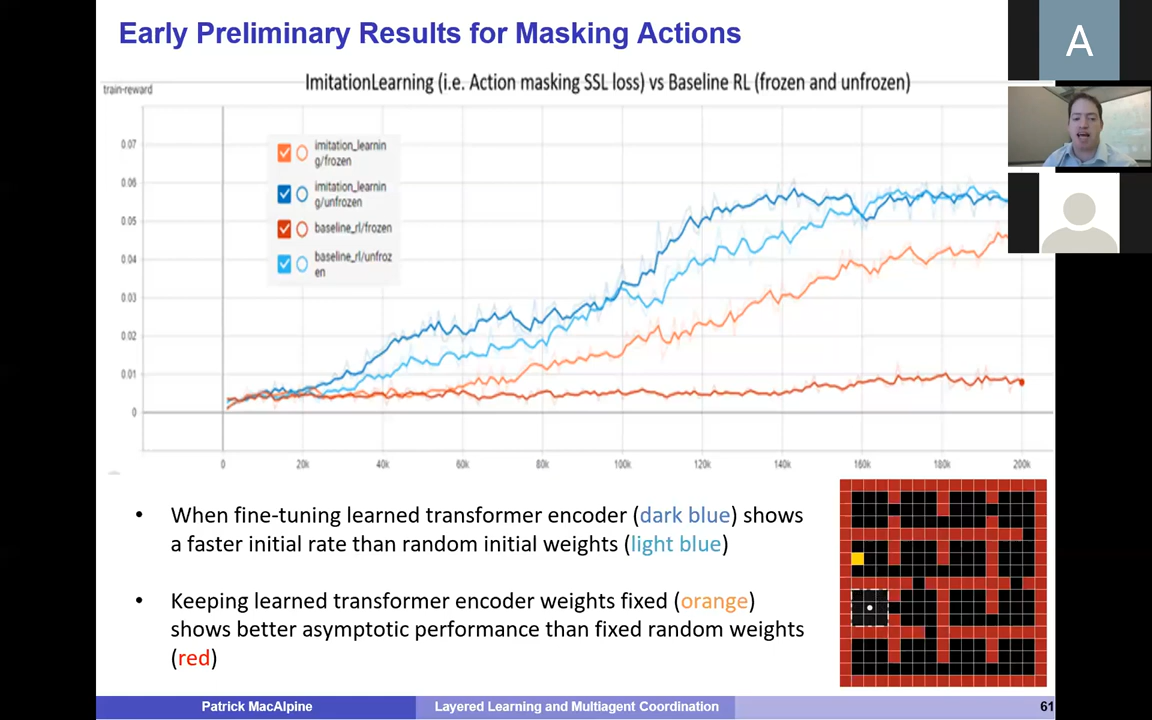 Early Preliminary Results for Masking Actions
A
ImitationLearning (i.e. Action masking SSL loss) vs Baseline RL (frozen and unfrozen)
train-reward
0.07
0.06
0.05
0.04
0.03
0.02
0.01
0
imitation_learnin
g/frozen
imitation_learnin
g/unfrozen
baseline_rl/frozen
baseline_rl/unfroz
en
0 20k 40k 60k 80k 100k 120k 140k 160k 180k 200k
• When fine-tuning learned transformer encoder (dark blue) shows
a faster initial rate than random initial weights (light blue)
• Keeping learned transformer encoder weights fixed (orange)
shows better asymptotic performance than fixed random weights
(red)
Patrick MacAlpine Layered Learning and Multiagent Coordination 61